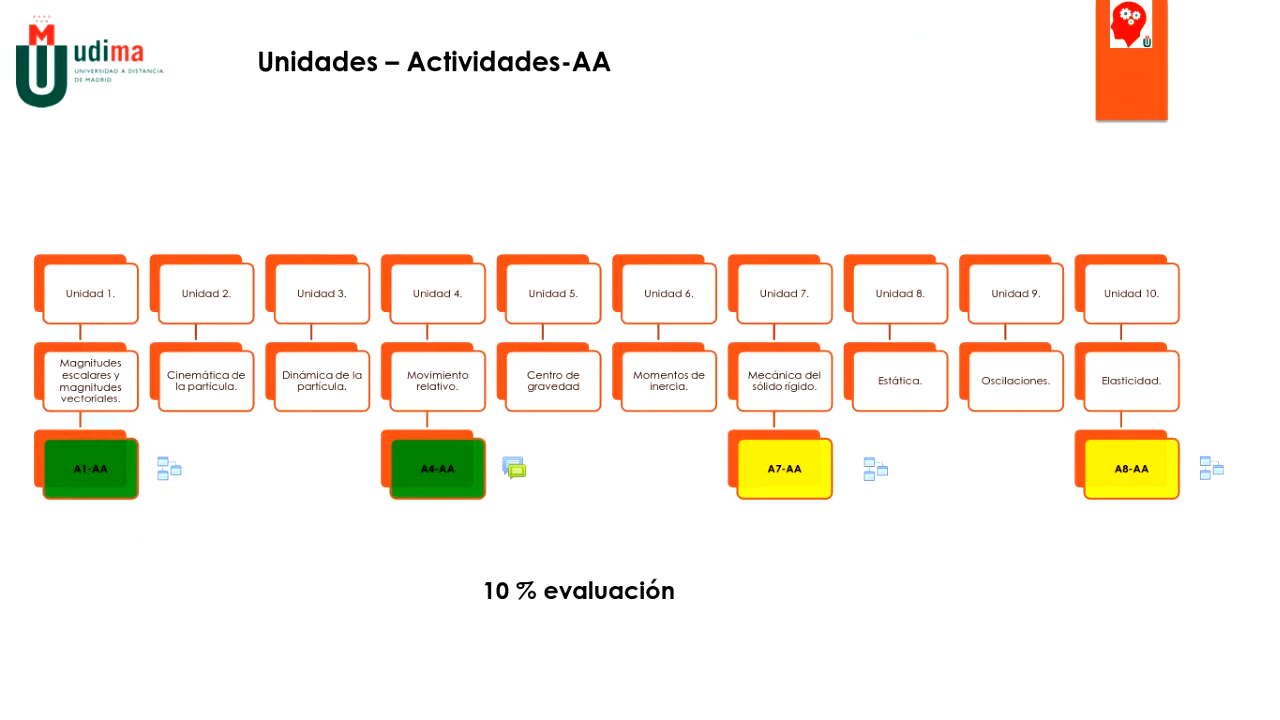 M
U
udima
UNIVERSIDAD A DISTANCIA
DE MADRID
Unidades – Actividades-AA
Unidad 1.
Unidad 2.
Unidad 3.
Unidad 4.
Unidad 5.
Unidad 6.
Unidad 7.
Unidad 8.
Unidad 9.
Unidad 10.
Magnitudes
escalares y
magnitudes
vectoriales.
Cinemática de
la partícula.
Dinámica de la
particula.
Movimiento
relativo.
Centro de
gravedad
Momentos de
inercia.
Mecánica del
sólido rígido.
Estática.
Oscilaciones.
Elasticidad.
A1-AA
A4-AA
A7-AA
A8-AA
10 % evaluación